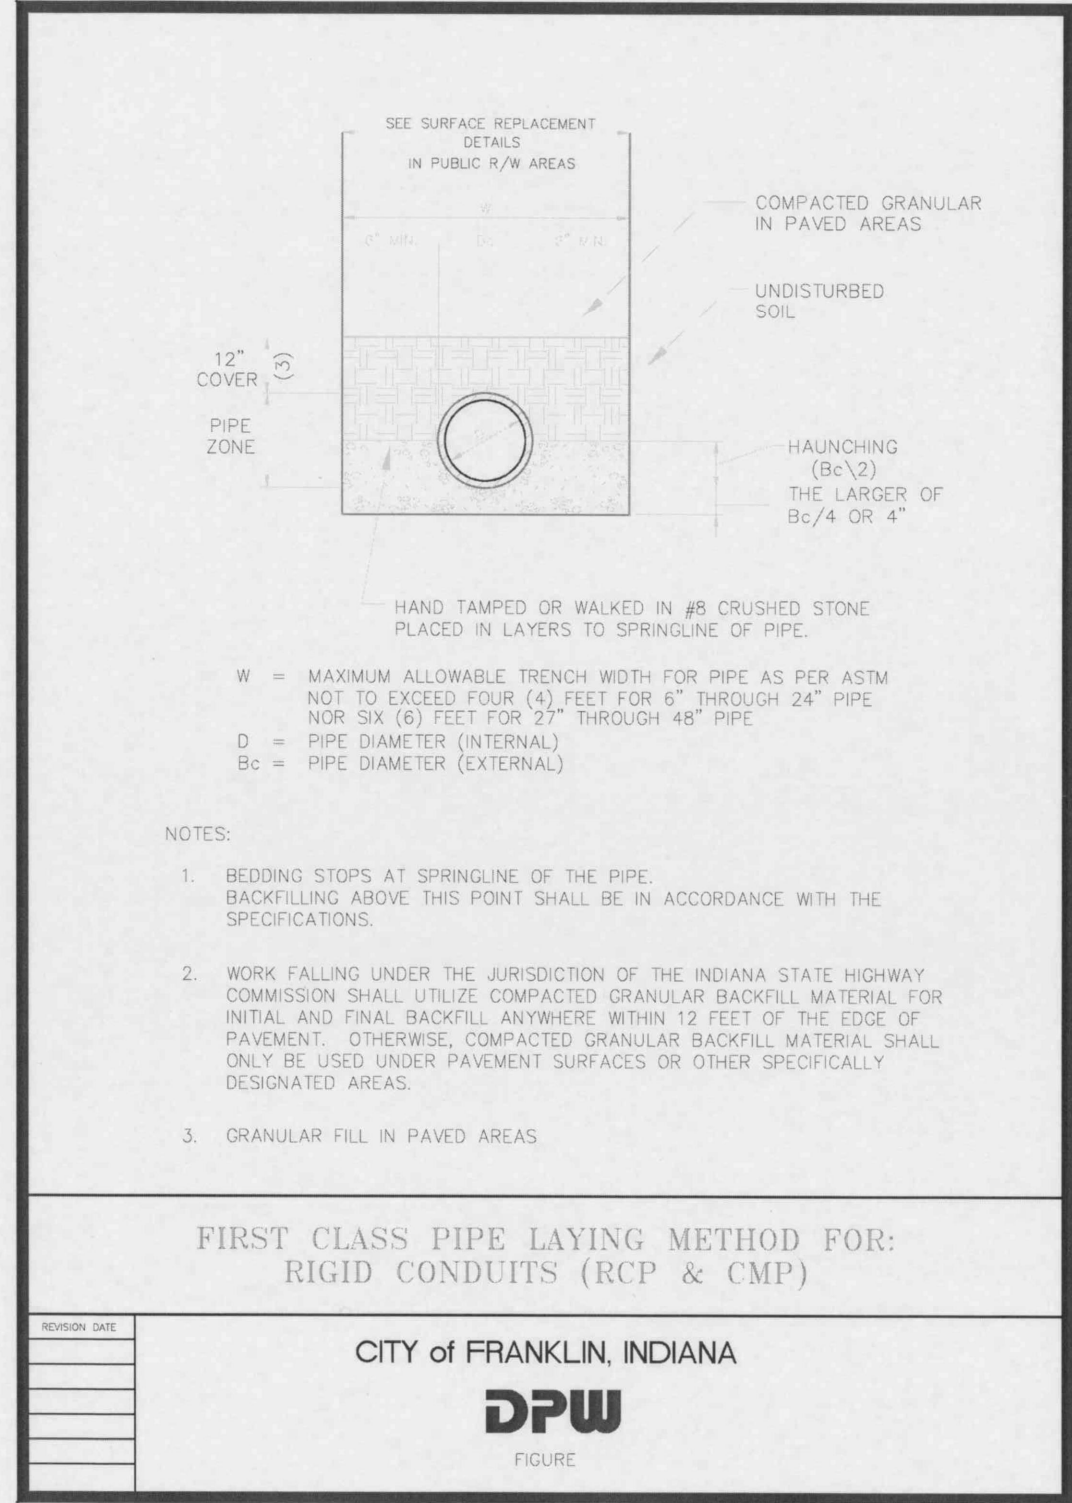 SEE SURFACE REPLACEMENT
DETAILS
IN PUBLIC R/W AREAS
W
COMPACTED GRANULAR
IN PAVED AREAS
UNDISTURBED
SOIL
12"
COVER
(3)
PIPE
ZONE
HAUNCHING
(Bc\2)
THE LARGER OF
Bc/4 OR 4"
HAND TAMPED OR WALKED IN #8 CRUSHED STONE
PLACED IN LAYERS TO SPRINGLINE OF PIPE.
W = MAXIMUM ALLOWABLE TRENCH WIDTH FOR PIPE AS PER ASTM
NOT TO EXCEED FOUR (4) FEET FOR 6" THROUGH 24" PIPE
NOR SIX (6) FEET FOR 27" THROUGH 48" PIPE
D = PIPE DIAMETER (INTERNAL)
Bc = PIPE DIAMETER (EXTERNAL)
NOTES:
1. BEDDING STOPS AT SPRINGLINE OF THE PIPE.
BACKFILLING ABOVE THIS POINT SHALL BE IN ACCORDANCE WITH THE
SPECIFICATIONS.
2. WORK FALLING UNDER THE JURISDICTION OF THE INDIANA STATE HIGHWAY
COMMISSION SHALL UTILIZE COMPACTED GRANULAR BACKFILL MATERIAL FOR
INITIAL AND FINAL BACKFILL ANYWHERE WITHIN 12 FEET OF THE EDGE OF
PAVEMENT. OTHERWISE, COMPACTED GRANULAR BACKFILL MATERIAL SHALL
ONLY BE USED UNDER PAVEMENT SURFACES OR OTHER SPECIFICALLY
DESIGNATED AREAS.
3. GRANULAR FILL IN PAVED AREAS
FIRST CLASS PIPE LAYING METHOD FOR:
RIGID CONDUITS (RCP & CMP)
REVISION DATE
CITY of FRANKLIN, INDIANA
DPW
FIGURE